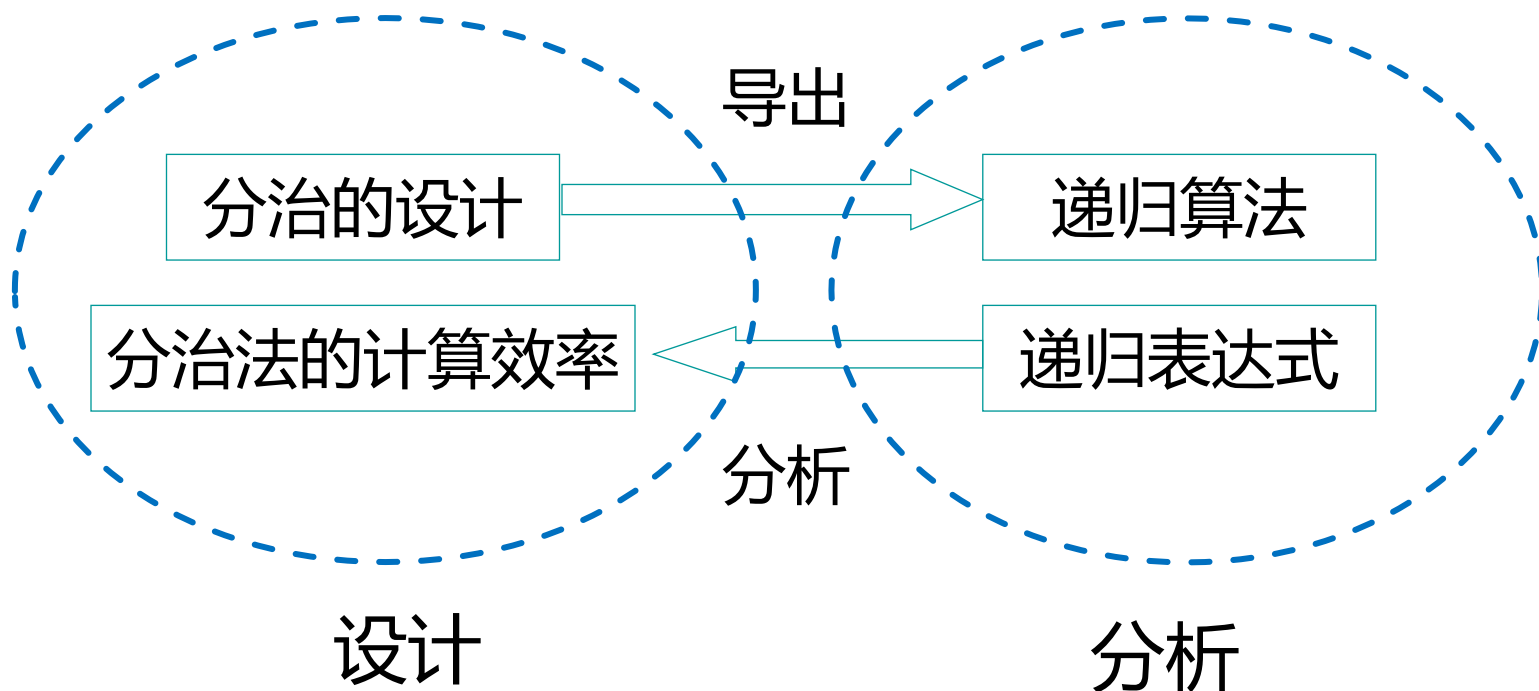 导出
分治的设计
递归算法
分治法的计算效率
递归表达式
分析
设计
分析